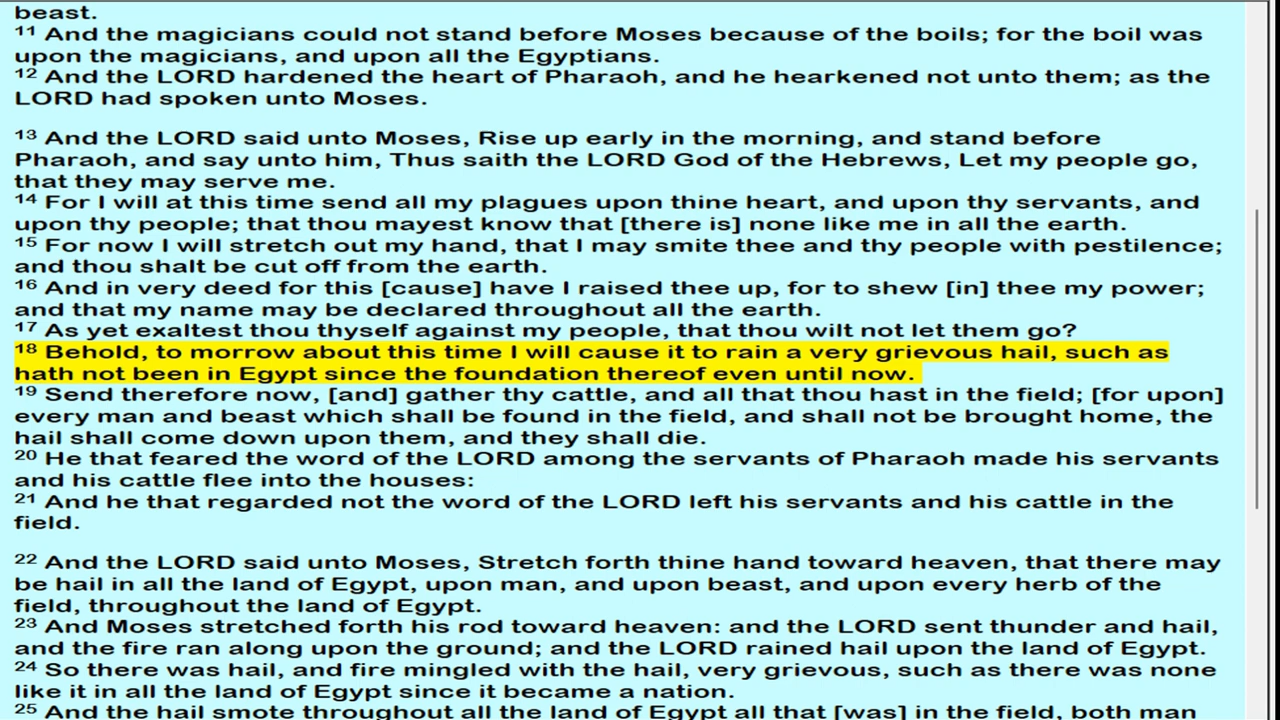 beast.
11 And the magicians could not stand before Moses because of the boils; for the boil was
upon the magicians, and upon all the Egyptians.
12 And the LORD hardened the heart of Pharaoh, and he hearkened not unto them; as the
LORD had spoken unto Moses.
13 And the LORD said unto Moses, Rise up early in the morning, and stand before
Pharaoh, and say unto him, Thus saith the LORD God of the Hebrews, Let my people go,
that they may serve me.
14 For I will at this time send all my plagues upon thine heart, and upon thy servants, and
upon thy people; that thou mayest know that [there is] none like me in all the earth.
15 For now I will stretch out my hand, that I may smite thee and thy people with pestilence;
and thou shalt be cut off from the earth.
16 And in very deed for this [cause] have I raised thee up, for to shew [in] thee my power;
and that my name may be declared throughout all the earth.
17 As yet exaltest thou thyself against my people, that thou wilt not let them go?
18 Behold, to morrow about this time I will cause it to rain a very grievous hail, such as
hath not been in Egypt since the foundation thereof even until now.
19 Send therefore now, [and] gather thy cattle, and all that thou hast in the field; [for upon]
every man and beast which shall be found in the field, and shall not be brought home, the
hail shall come down upon them, and they shall die.
20 He that feared the word of the LORD among the servants of Pharaoh made his servants
and his cattle flee into the houses:
21 And he that regarded not the word of the LORD left his servants and his cattle in the
field.
22 And the LORD said unto Moses, Stretch forth thine hand toward heaven, that there may
be hail in all the land of Egypt, upon man, and upon beast, and upon every herb of the
field, throughout the land of Egypt.
23 And Moses stretched forth his rod toward heaven: and the LORD sent thunder and hail,
and the fire ran along upon the ground; and the LORD rained hail upon the land of Egypt.
24 So there was hail, and fire mingled with the hail, very grievous, such as there was none
like it in all the land of Egypt since it became a nation.
25 And the hail smote throughout all the land of Egypt all that [was] in the field, both man